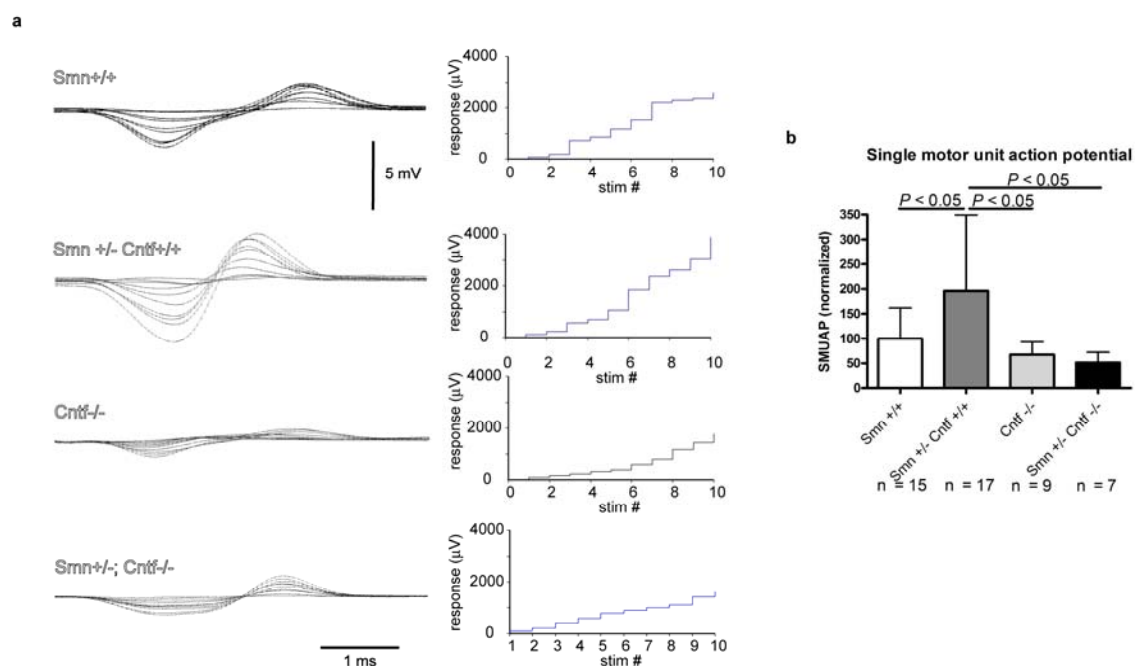 a
Smn+/+
5 mV
response (µV)
4000
2000
0
0 2 4 6 8 10
stim #
Smn +/- Cntf+/+
response (µV)
4000
2000
0
0 2 4 6 8 10
stim #
Cntf-/-
response (µV)
4000
2000
0
0 2 4 6 8 10
stim #
Smn+/-; Cntf-/-
response (µV)
4000
2000
0
1 2 3 4 5 6 7 8 9 10
stim #
1 ms
b
Single motor unit action potential
P < 0.05
P < 0.05 P < 0.05
SMUAP (normalized)
350
300
250
200
150
100
50
0
Smn +/+
Smn +/- Cntf +/+
Cntf -/-
Smn +/- Cntf -/-
n = 15 n = 17 n = 9 n = 7